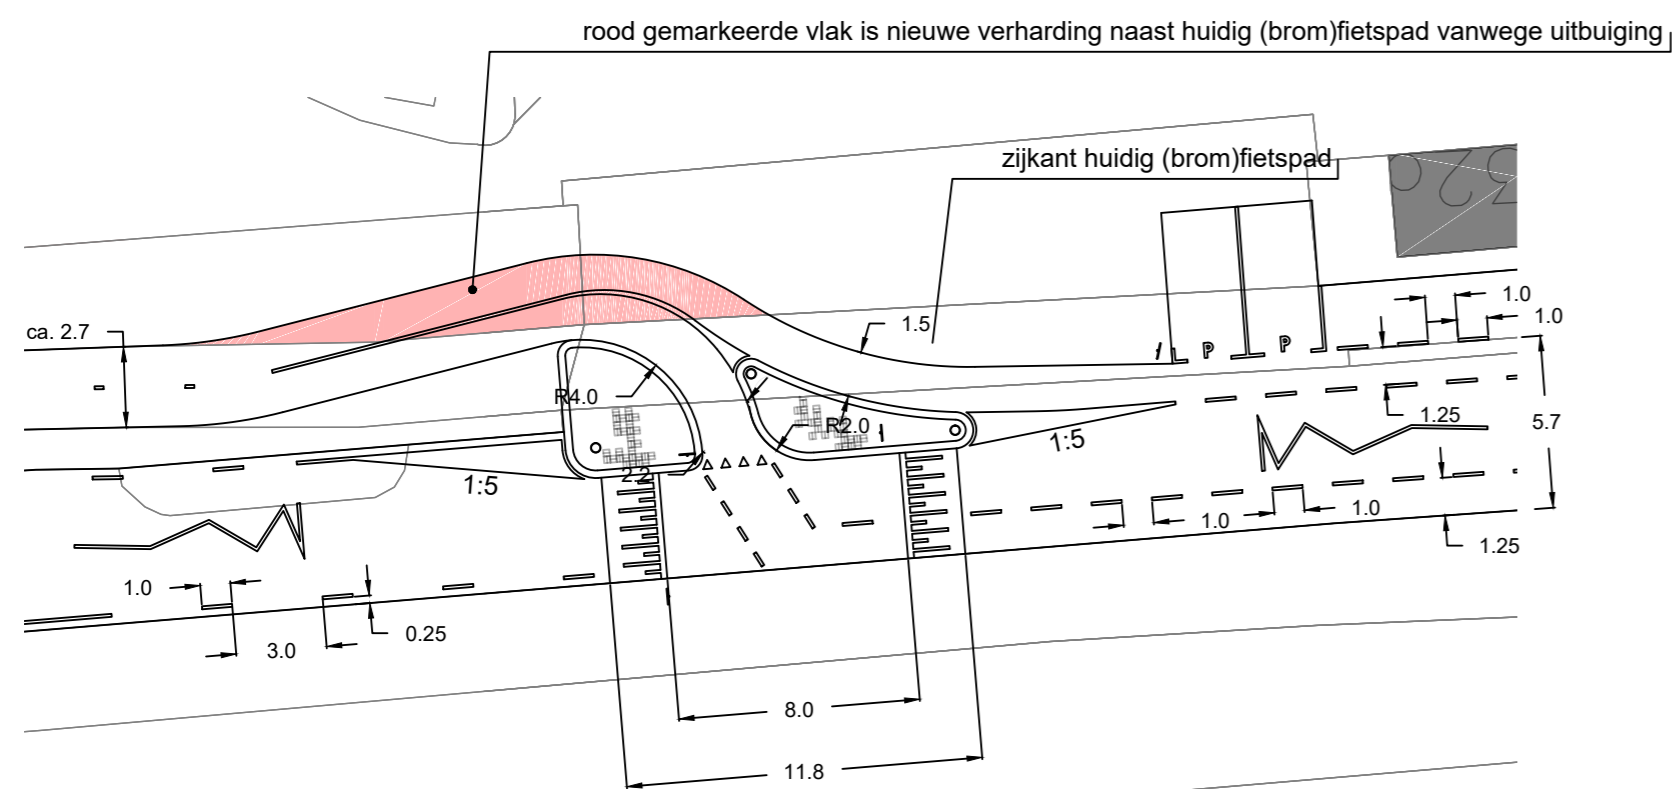 rood gemarkeerde vlak is nieuwe verharding naast huidig (brom)fietspad vanwege uitbuiging
zijkant huidig (brom)fietspad
ca. 2.7
1.5
1.0
1.0
P
P
R4.0
R2.0
1.25
5.7
1:5
1:5
2.2
1.0
1.0
1.25
1.0
0.25
3.0
8.0
11.8